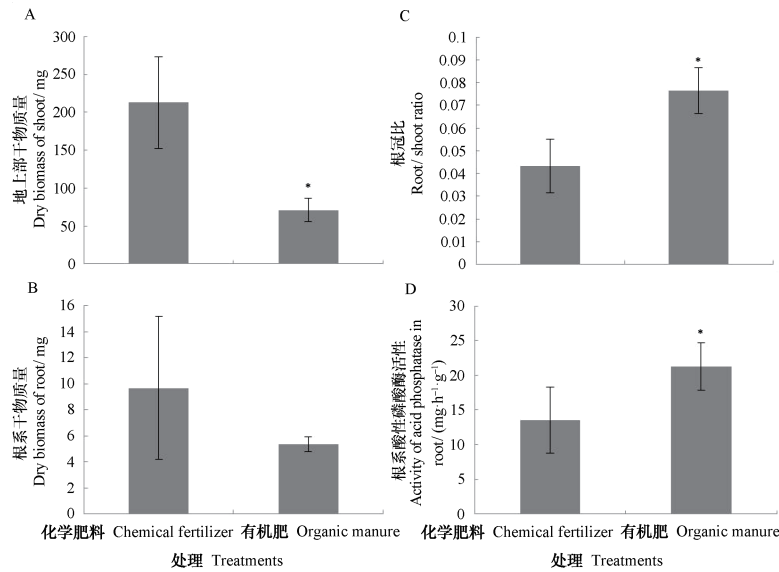 A
300
250
200
150
100
50
0
地上部干物质量
Dry biomass of shoot/ mg
*
B
16
14
12
10
8
6
4
2
0
根系干物质量
Dry biomass of root/ mg
化学肥料 Chemical fertilizer 有机肥 Organic manure
处理 Treatments
C
0.1
0.09
0.08
0.07
0.06
0.05
0.04
0.03
0.02
0.01
0
根冠比
Root/ shoot ratio
*
D
30
25
20
15
10
5
0
根系酸性磷酸酶活性
Activity of acid phosphatase in
root/ (mg·h⁻¹·g⁻¹)
*
化学肥料 Chemical fertilizer 有机肥 Organic manure
处理 Treatments